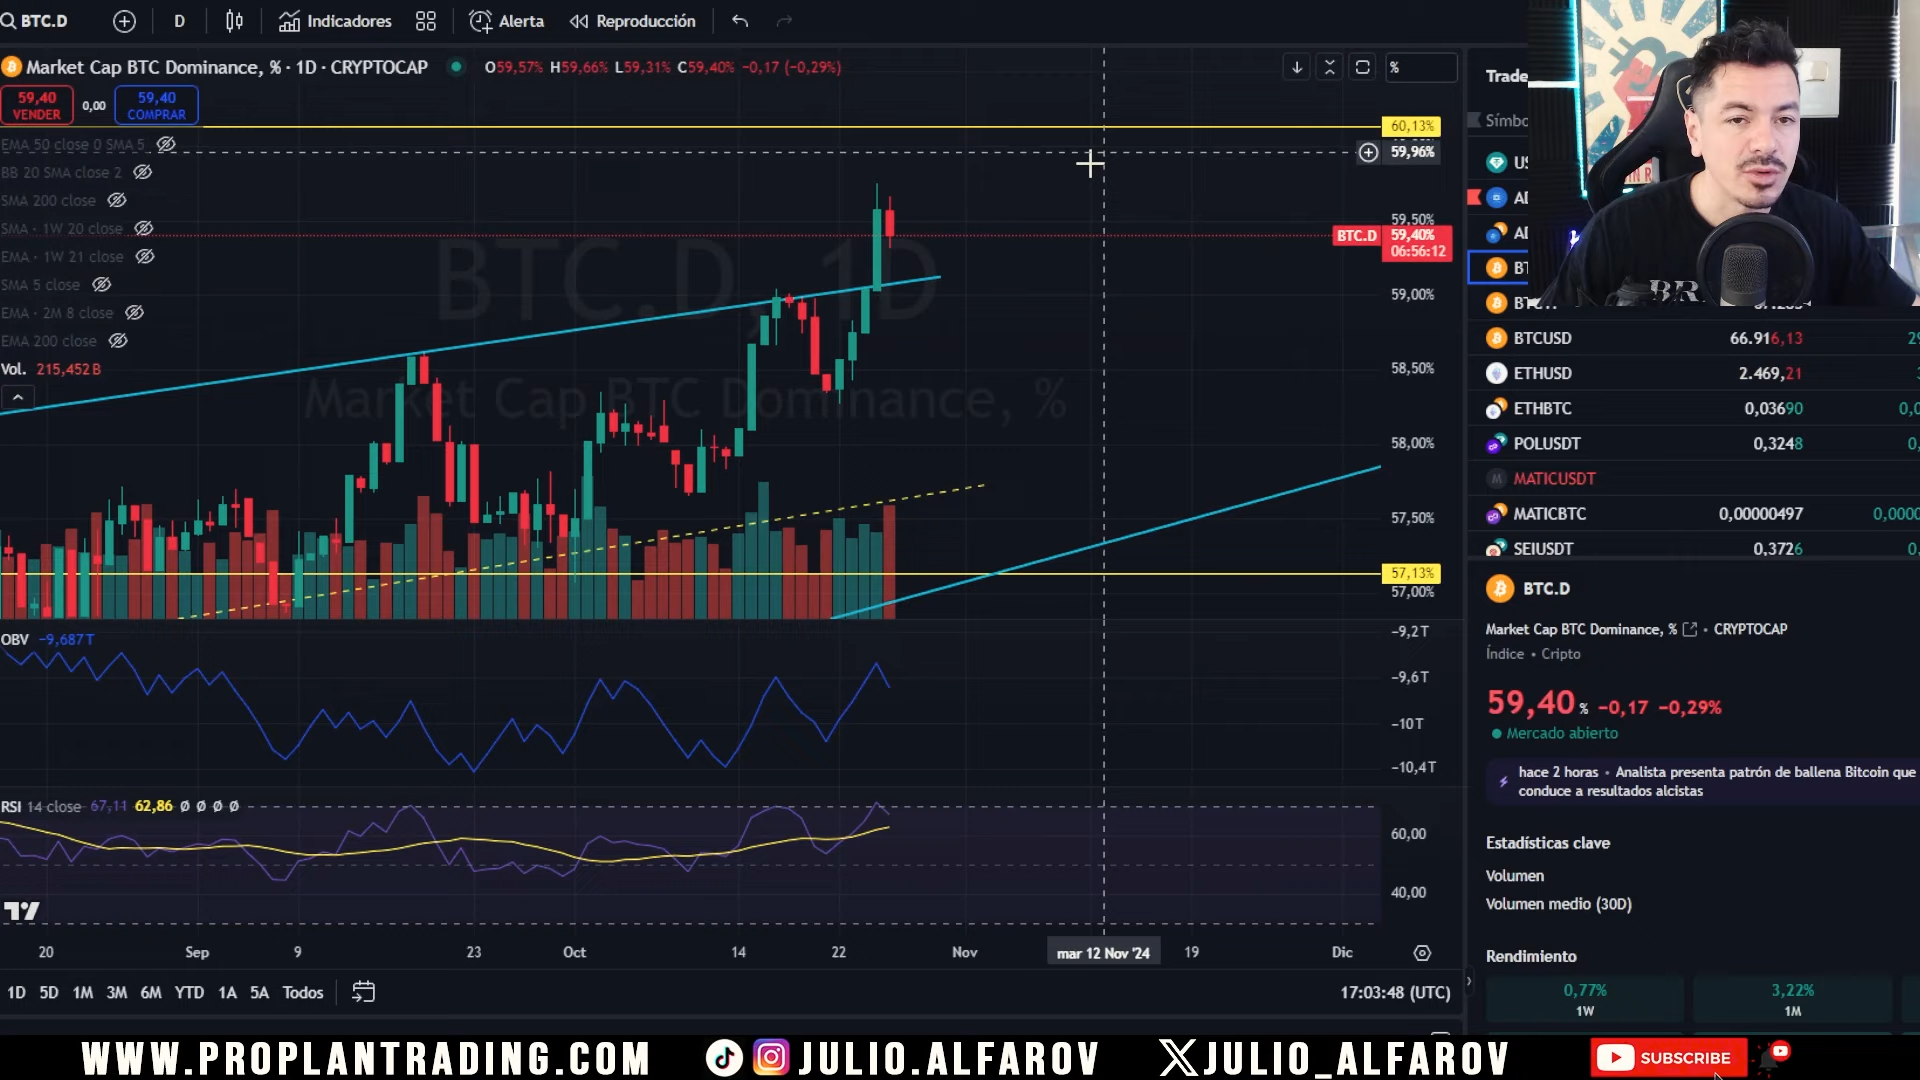 BTC.D
D
Indicadores
Alerta
Reproducción
Market Cap BTC Dominance, % · 1D · CRYPTOCAP
O59,57% H59,66% L59,31% C59,40% −0,17 (−0,29%)
%
59,40
VENDER
0,00
59,40
COMPRAR
EMA 50 close 0 SMA 5
BB 20 SMA close 2
SMA 200 close
SMA · 1W 20 close
EMA · 1W 21 close
SMA 5 close
EMA · 2M 8 close
EMA 200 close
Vol. 215,452 B
BTC.D, 1D
Market Cap BTC Dominance, %
60,13%
59,96%
59,50%
BTC.D 59,40%
06:56:12
59,00%
58,50%
58,00%
57,50%
57,13%
57,00%
OBV −9,687T
−9,2T
−9,6T
−10T
−10,4T
RSI 14 close 67,11 62,86 Ø Ø Ø Ø
60,00
40,00
20
Sep
9
23
Oct
14
22
Nov
mar 12 Nov '24
19
Dic
1D 5D 1M 3M 6M YTD 1A 5A Todos
17:03:48 (UTC)
BTCUSD 66.916,13
ETHUSD 2.469,21
ETHBTC 0,03690
POLUSDT 0,3248
MATICUSDT
MATICBTC 0,00000497
SEIUSDT 0,3726
BTC.D
Market Cap BTC Dominance, % • CRYPTOCAP
Índice • Cripto
59,40 % −0,17 −0,29%
Mercado abierto
hace 2 horas • Analista presenta patrón de ballena Bitcoin que
conduce a resultados alcistas
Estadísticas clave
Volumen
Volumen medio (30D)
Rendimiento
0,77%
1W
3,22%
1M
WWW.PROPLANTRADING.COM
JULIO.ALFAROV
JULIO_ALFAROV
SUBSCRIBE